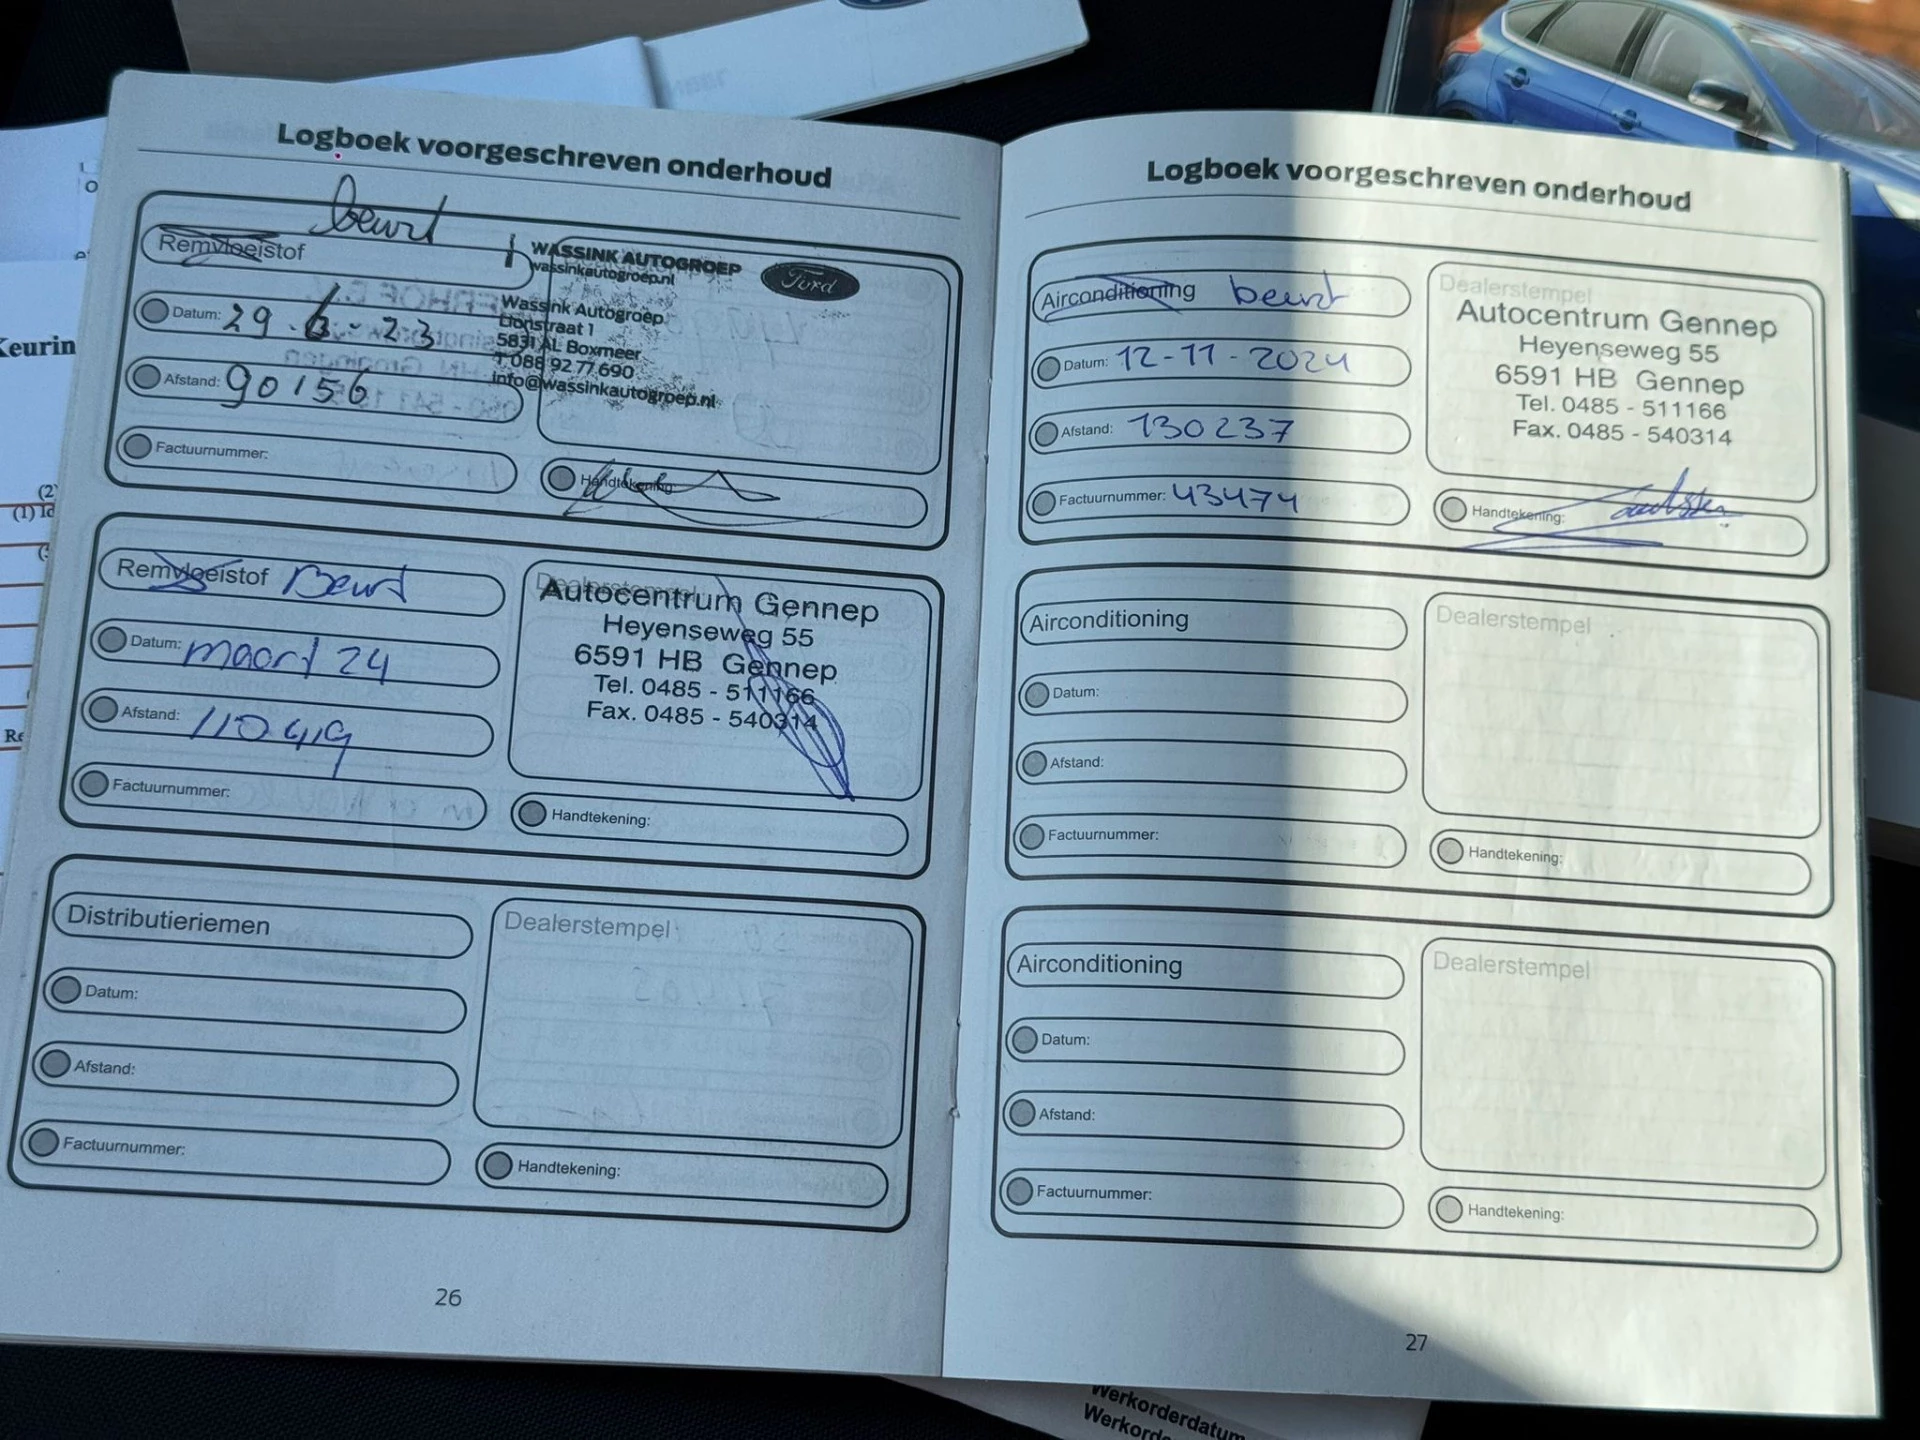 Logboek voorgeschreven onderhoud
beurt
Remvloeistof
WASSINK AUTOGROEP
wassinkautogroep.nl
Ford
Wassink Autogroep
Lionstraat 1
5831 AL Boxmeer
T 088 92 77 690
info@wassinkautogroep.nl
Datum: 29-6-23
Afstand: 90156
Factuurnummer:
Handtekening:
Remvloeistof Beurt
Dealerstempel
Autocentrum Gennep
Heyenseweg 55
6591 HB Gennep
Tel. 0485 - 511166
Fax. 0485 - 540314
Datum: maart 24
Afstand: 110419
Factuurnummer:
Handtekening:
Distributieriemen
Dealerstempel
Datum:
Afstand:
Factuurnummer:
Handtekening:
26
Logboek voorgeschreven onderhoud
Airconditioning beurt
Dealerstempel
Autocentrum Gennep
Heyenseweg 55
6591 HB Gennep
Tel. 0485 - 511166
Fax. 0485 - 540314
Datum: 12-11-2024
Afstand: 130237
Factuurnummer: 43474
Handtekening:
Airconditioning
Dealerstempel
Datum:
Afstand:
Factuurnummer:
Handtekening:
Airconditioning
Dealerstempel
Datum:
Afstand:
Factuurnummer:
Handtekening:
27
Werkorderdatum